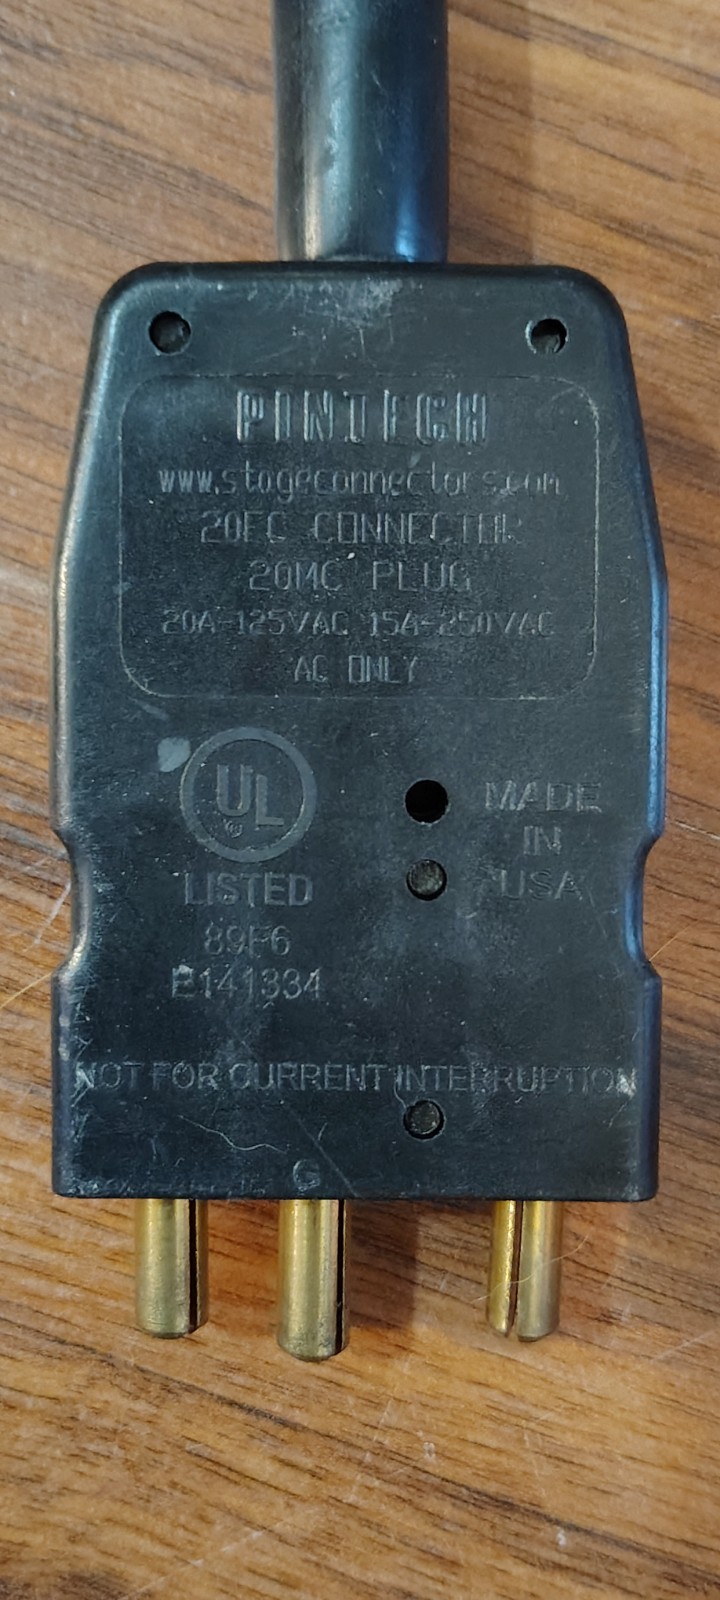 PINTECH
www.stageconnectors.com
20FC CONNECTOR
20MC PLUG
20A-125VAC 15A-250VAC
AC ONLY
UL
®
LISTED
89F6
E141334
MADE
IN
USA
NOT FOR CURRENT INTERRUPTION
G